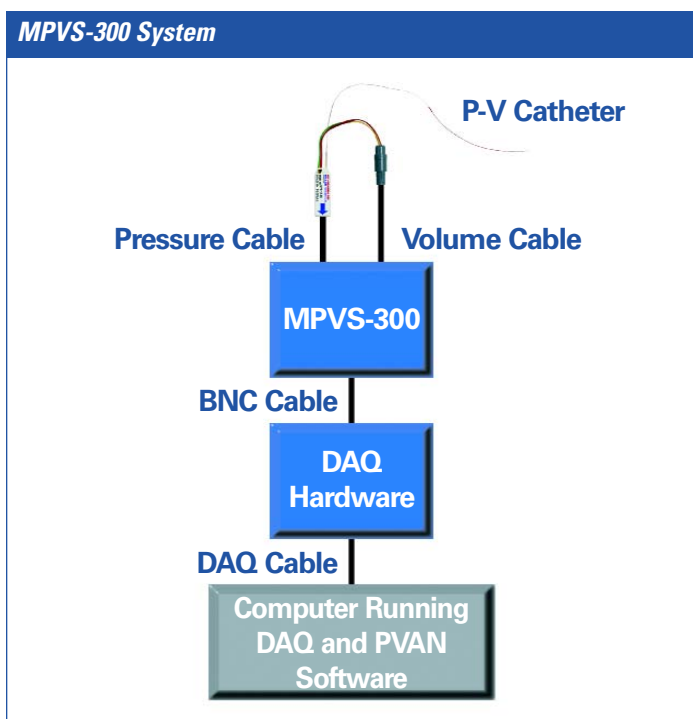 MPVS-300 System
P-V Catheter
Pressure Cable
Volume Cable
MPVS-300
BNC Cable
DAQ
Hardware
DAQ Cable
Computer Running
DAQ and PVAN
Software